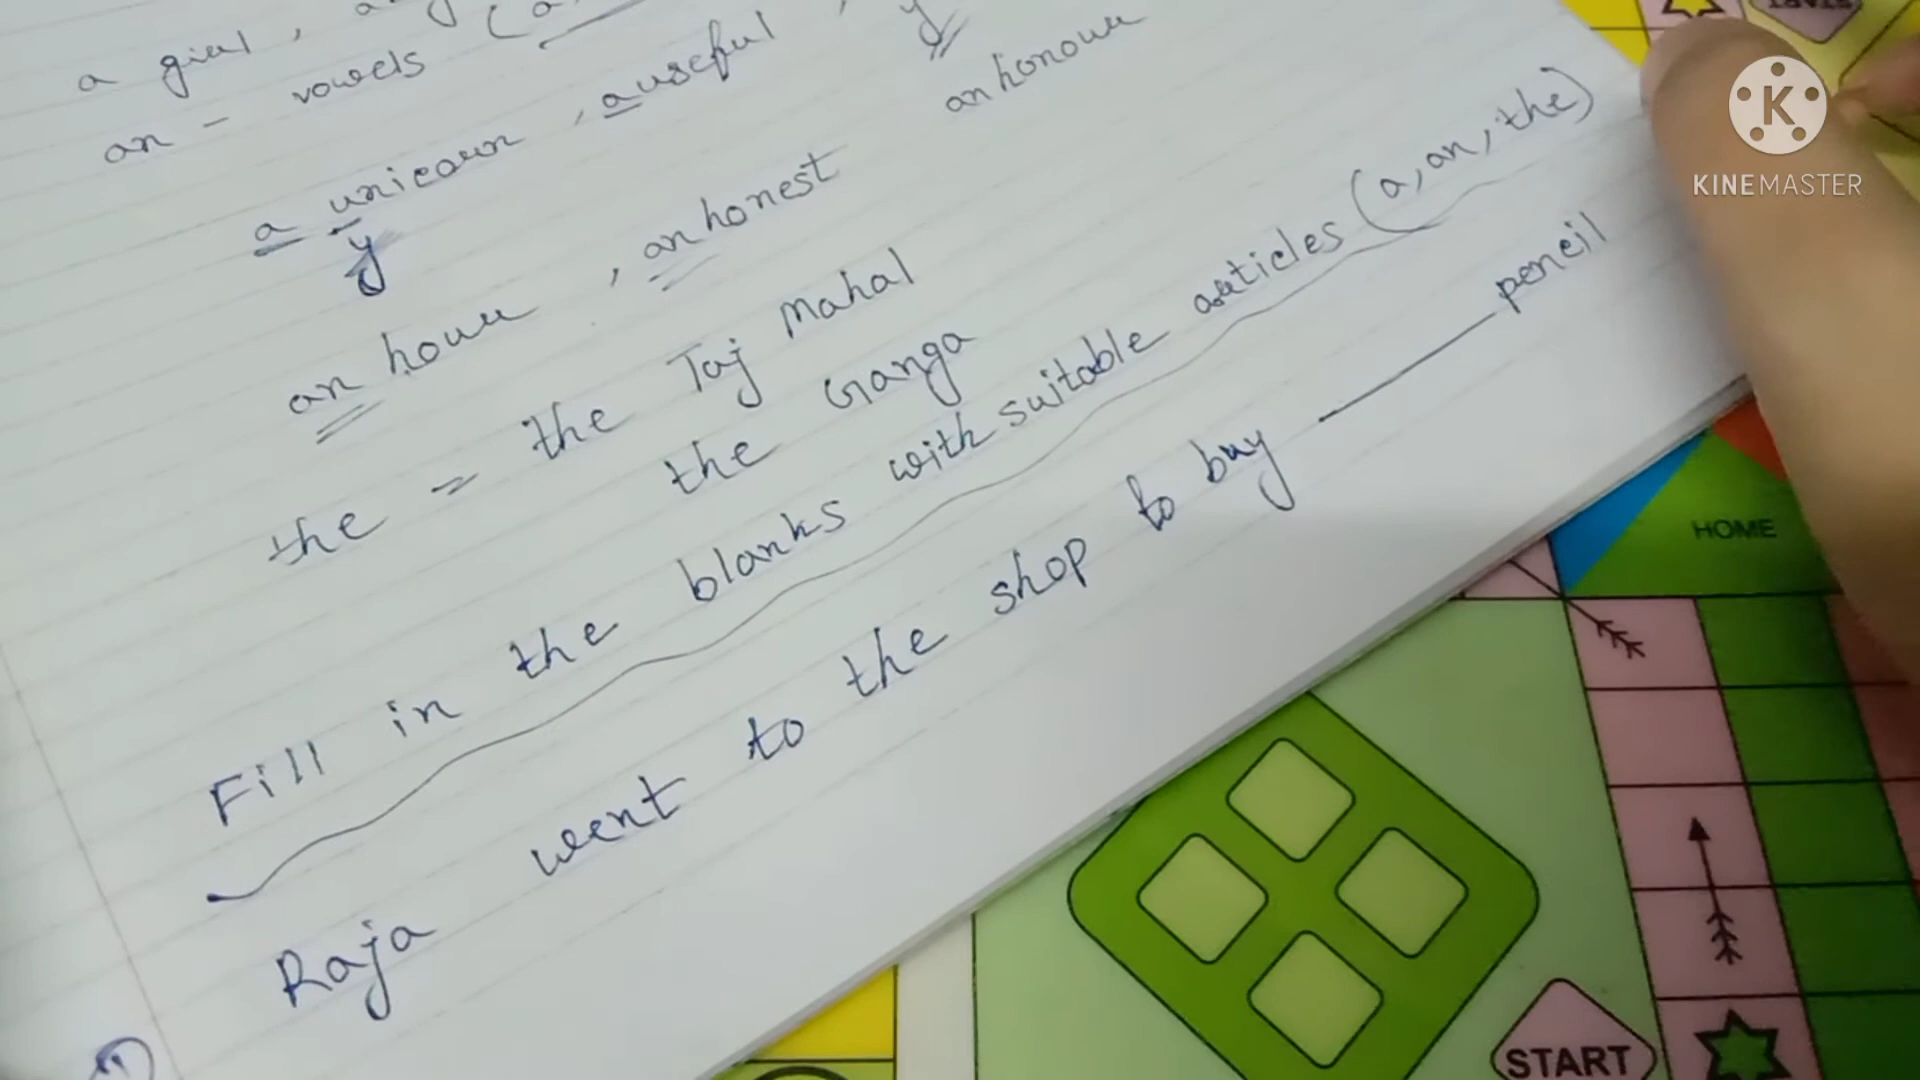 a girl ,
an - vowels (a
a unicorn , a useful ,
y
y
an hour , an honest
an honour
the = the Taj Mahal
the Ganga
Fill in the blanks with suitable articles (a, an, the)
Raja went to the shop to buy ______ pencil
KINEMASTER
HOME
START
START